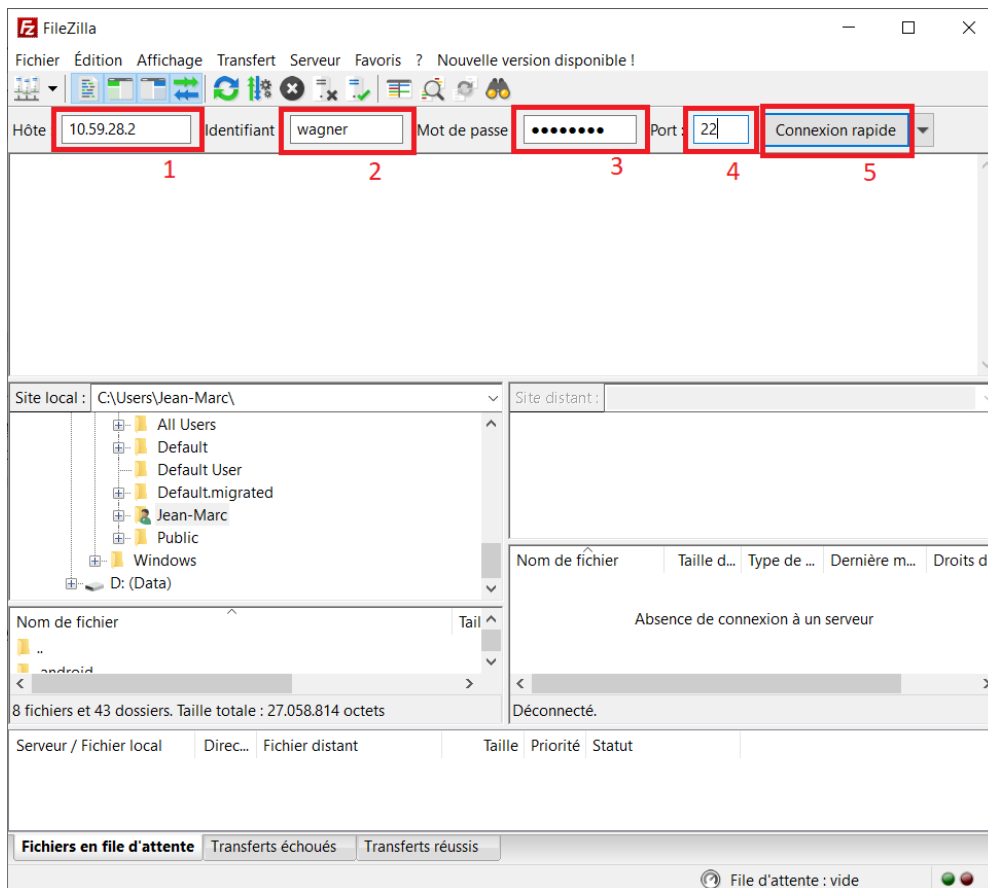 FileZilla
Fichier Édition Affichage Transfert Serveur Favoris ? Nouvelle version disponible !
Hôte 10.59.28.2 Identifiant wagner Mot de passe ●●●●●●●● Port : 22 Connexion rapide
1 2 3 4 5
Site local : C:\Users\Jean-Marc\
Site distant :
All Users
Default
Default User
Default.migrated
Jean-Marc
Public
Windows
D: (Data)
Nom de fichier Tail
..
.android
8 fichiers et 43 dossiers. Taille totale : 27.058.814 octets
Nom de fichier Taille d... Type de ... Dernière m... Droits d
Absence de connexion à un serveur
Déconnecté.
Serveur / Fichier local Direc... Fichier distant Taille Priorité Statut
Fichiers en file d'attente Transferts échoués Transferts réussis
File d'attente : vide